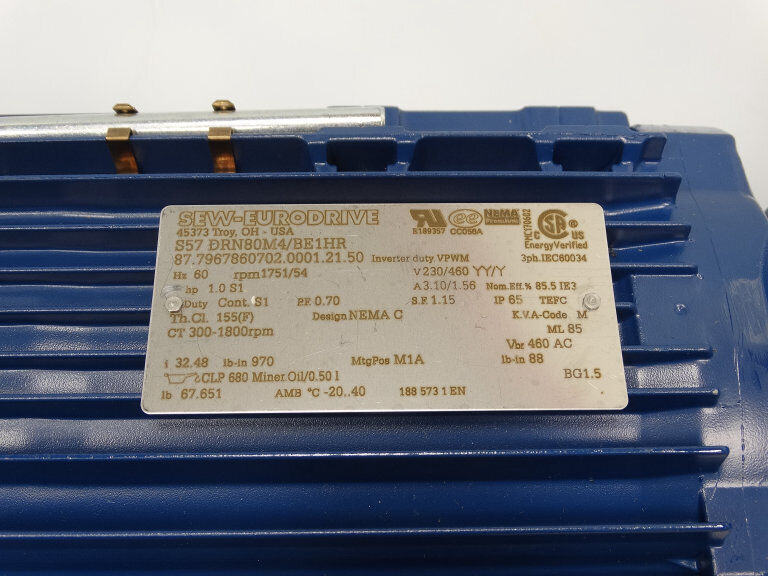 SEW-EURODRIVE
45373 Troy, OH - USA
E189357 CC056A NEMA Premium
C US
EnergyVerified
S57 DRN80M4/BE1HR
87.7967860702.0001.21.50 Inverter duty VPWM 3ph.IEC60034
Hz 60 rpm 1751/54 V 230/460 YY/Y
hp 1.0 S1 A 3.10/1.56 Nom.Eff.% 85.5 IE3
Duty Cont. S1 P.F. 0.70 S.F. 1.15 IP 65 TEFC
Th.Cl. 155(F) Design NEMA C K.V.A-Code M
CT 300-1800rpm ML 85
Vbr 460 AC
i 32.48 lb-in 970 MtgPos M1A lb-in 88
CLP 680 Miner.Oil/0.50 l BG1.5
lb 67.651 AMB °C -20..40 188 573 1 EN